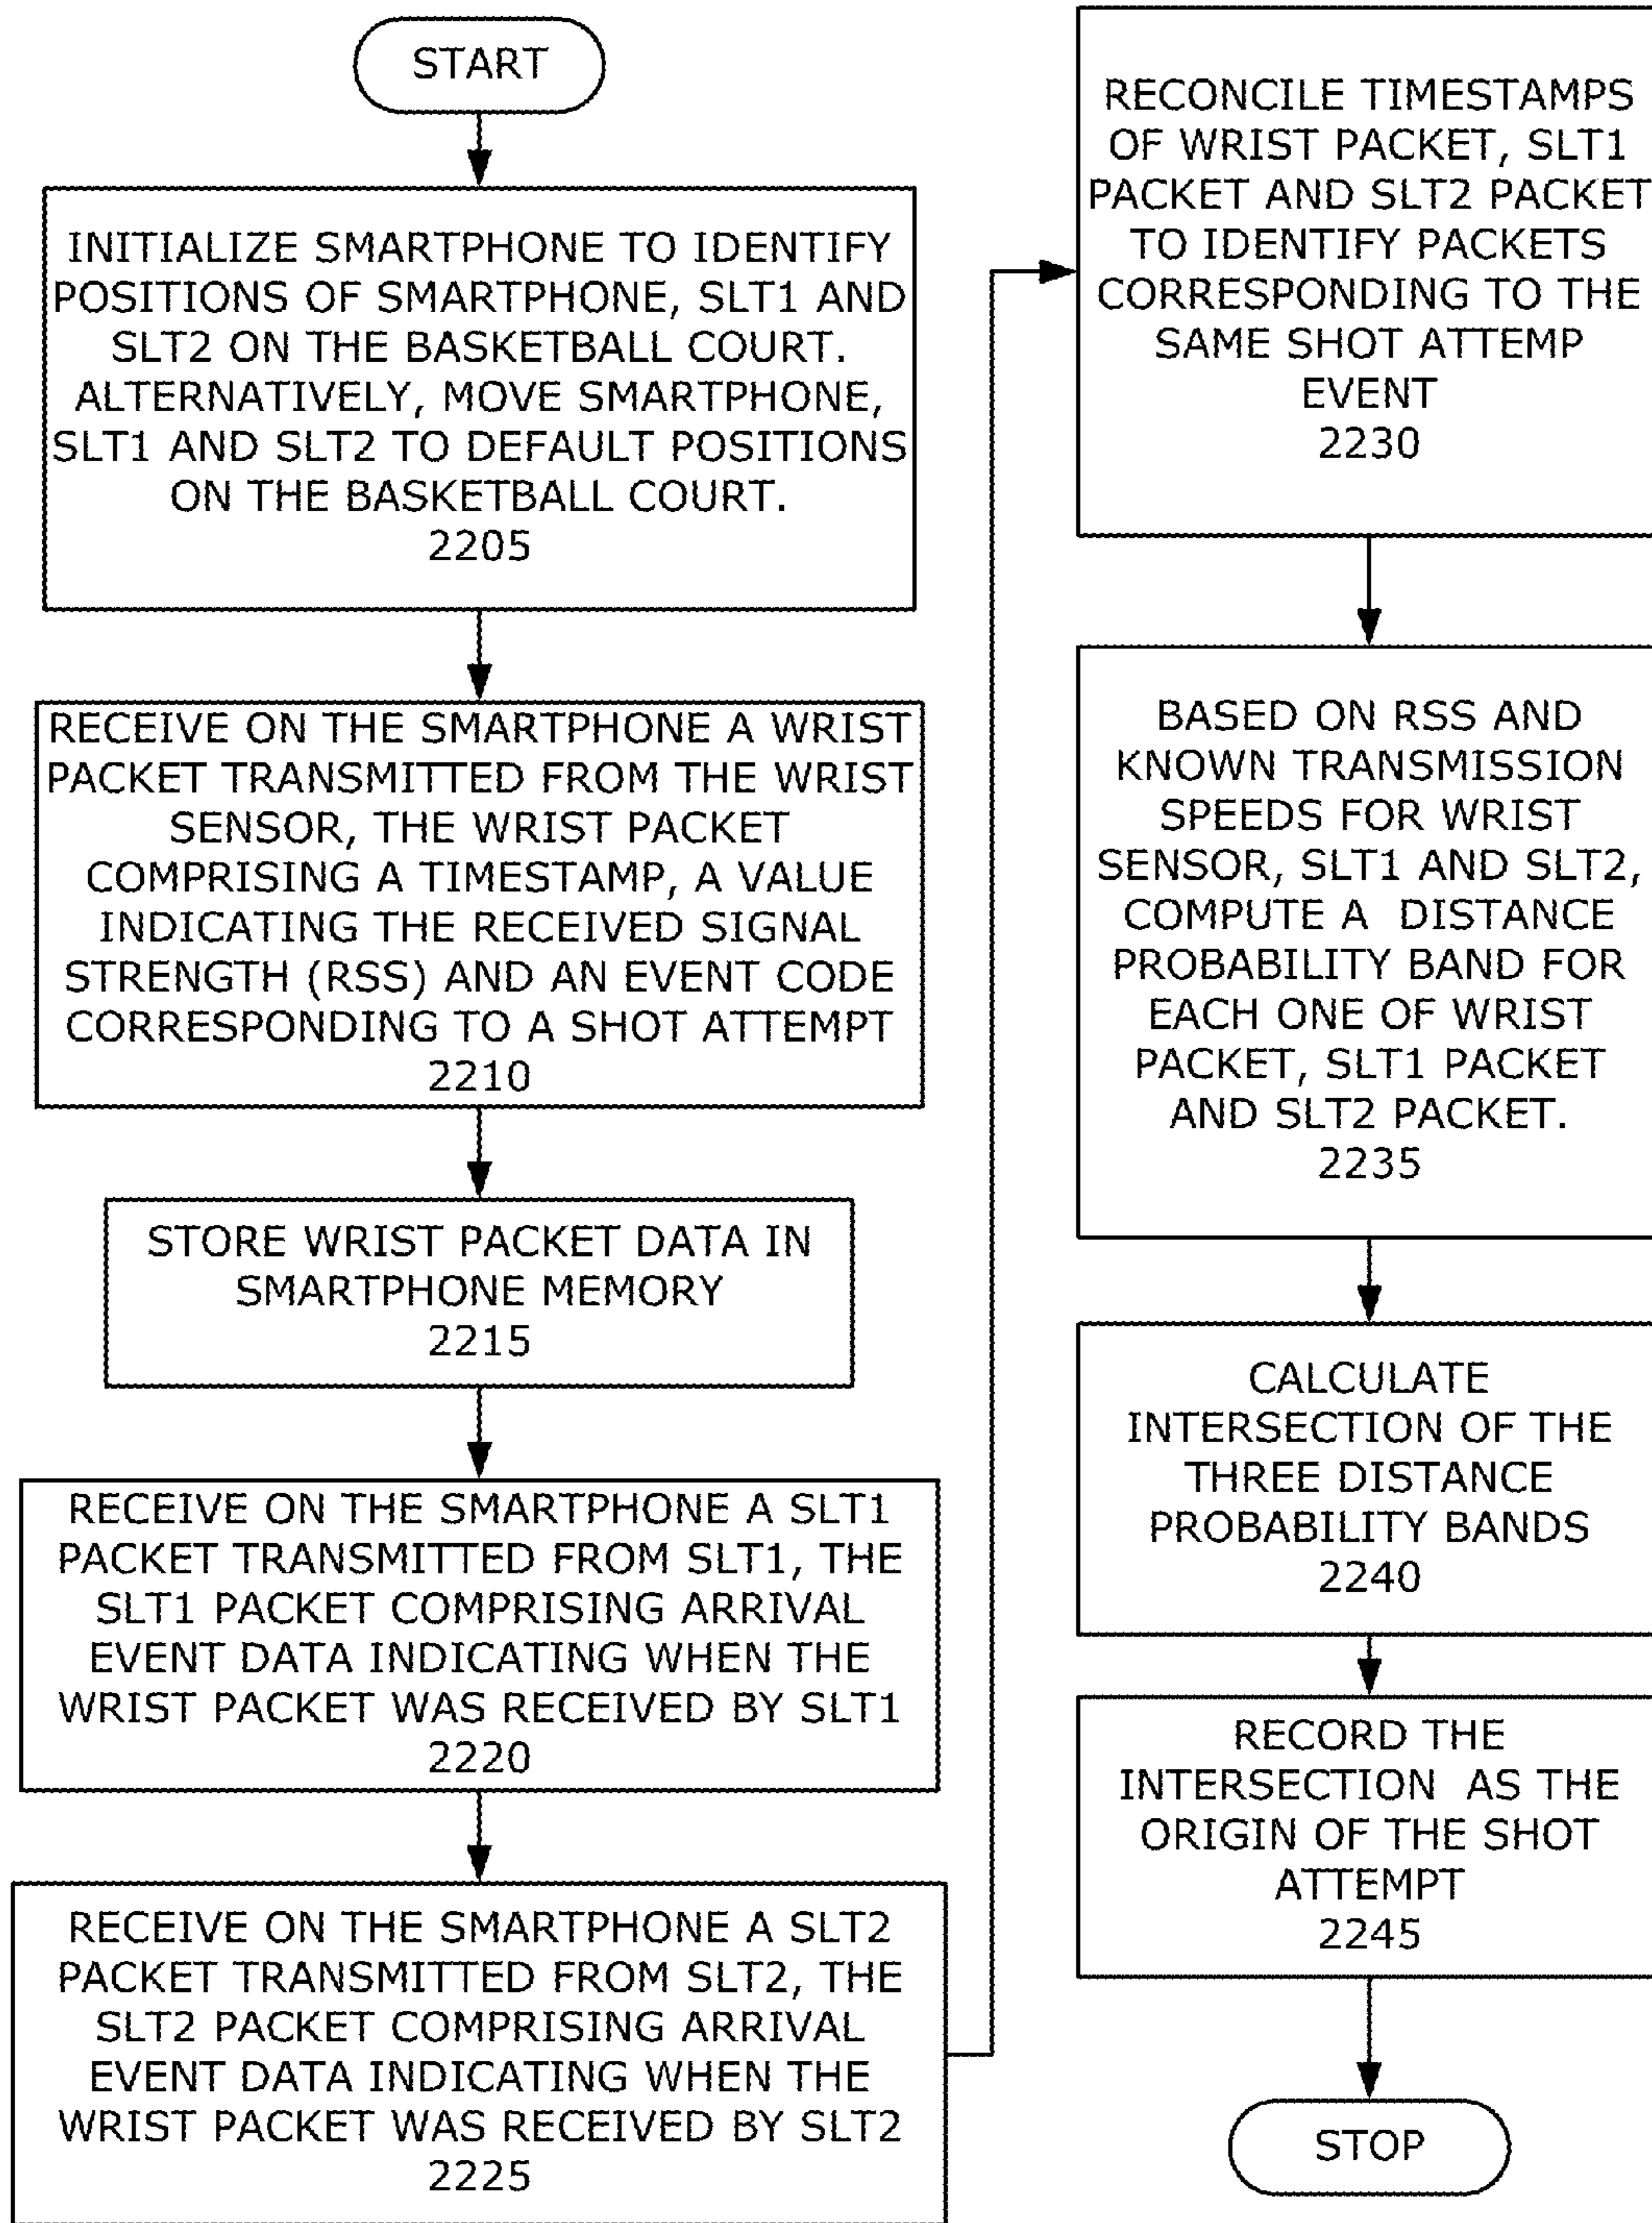 START
INITIALIZE SMARTPHONE TO IDENTIFY
POSITIONS OF SMARTPHONE, SLT1 AND
SLT2 ON THE BASKETBALL COURT.
ALTERNATIVELY, MOVE SMARTPHONE,
SLT1 AND SLT2 TO DEFAULT POSITIONS
ON THE BASKETBALL COURT.
2205
RECEIVE ON THE SMARTPHONE A WRIST
PACKET TRANSMITTED FROM THE WRIST
SENSOR, THE WRIST PACKET
COMPRISING A TIMESTAMP, A VALUE
INDICATING THE RECEIVED SIGNAL
STRENGTH (RSS) AND AN EVENT CODE
CORRESPONDING TO A SHOT ATTEMPT
2210
STORE WRIST PACKET DATA IN
SMARTPHONE MEMORY
2215
RECEIVE ON THE SMARTPHONE A SLT1
PACKET TRANSMITTED FROM SLT1, THE
SLT1 PACKET COMPRISING ARRIVAL
EVENT DATA INDICATING WHEN THE
WRIST PACKET WAS RECEIVED BY SLT1
2220
RECEIVE ON THE SMARTPHONE A SLT2
PACKET TRANSMITTED FROM SLT2, THE
SLT2 PACKET COMPRISING ARRIVAL
EVENT DATA INDICATING WHEN THE
WRIST PACKET WAS RECEIVED BY SLT2
2225
RECONCILE TIMESTAMPS
OF WRIST PACKET, SLT1
PACKET AND SLT2 PACKET
TO IDENTIFY PACKETS
CORRESPONDING TO THE
SAME SHOT ATTEMP
EVENT
2230
BASED ON RSS AND
KNOWN TRANSMISSION
SPEEDS FOR WRIST
SENSOR, SLT1 AND SLT2,
COMPUTE A DISTANCE
PROBABILITY BAND FOR
EACH ONE OF WRIST
PACKET, SLT1 PACKET
AND SLT2 PACKET.
2235
CALCULATE
INTERSECTION OF THE
THREE DISTANCE
PROBABILITY BANDS
2240
RECORD THE
INTERSECTION AS THE
ORIGIN OF THE SHOT
ATTEMPT
2245
STOP